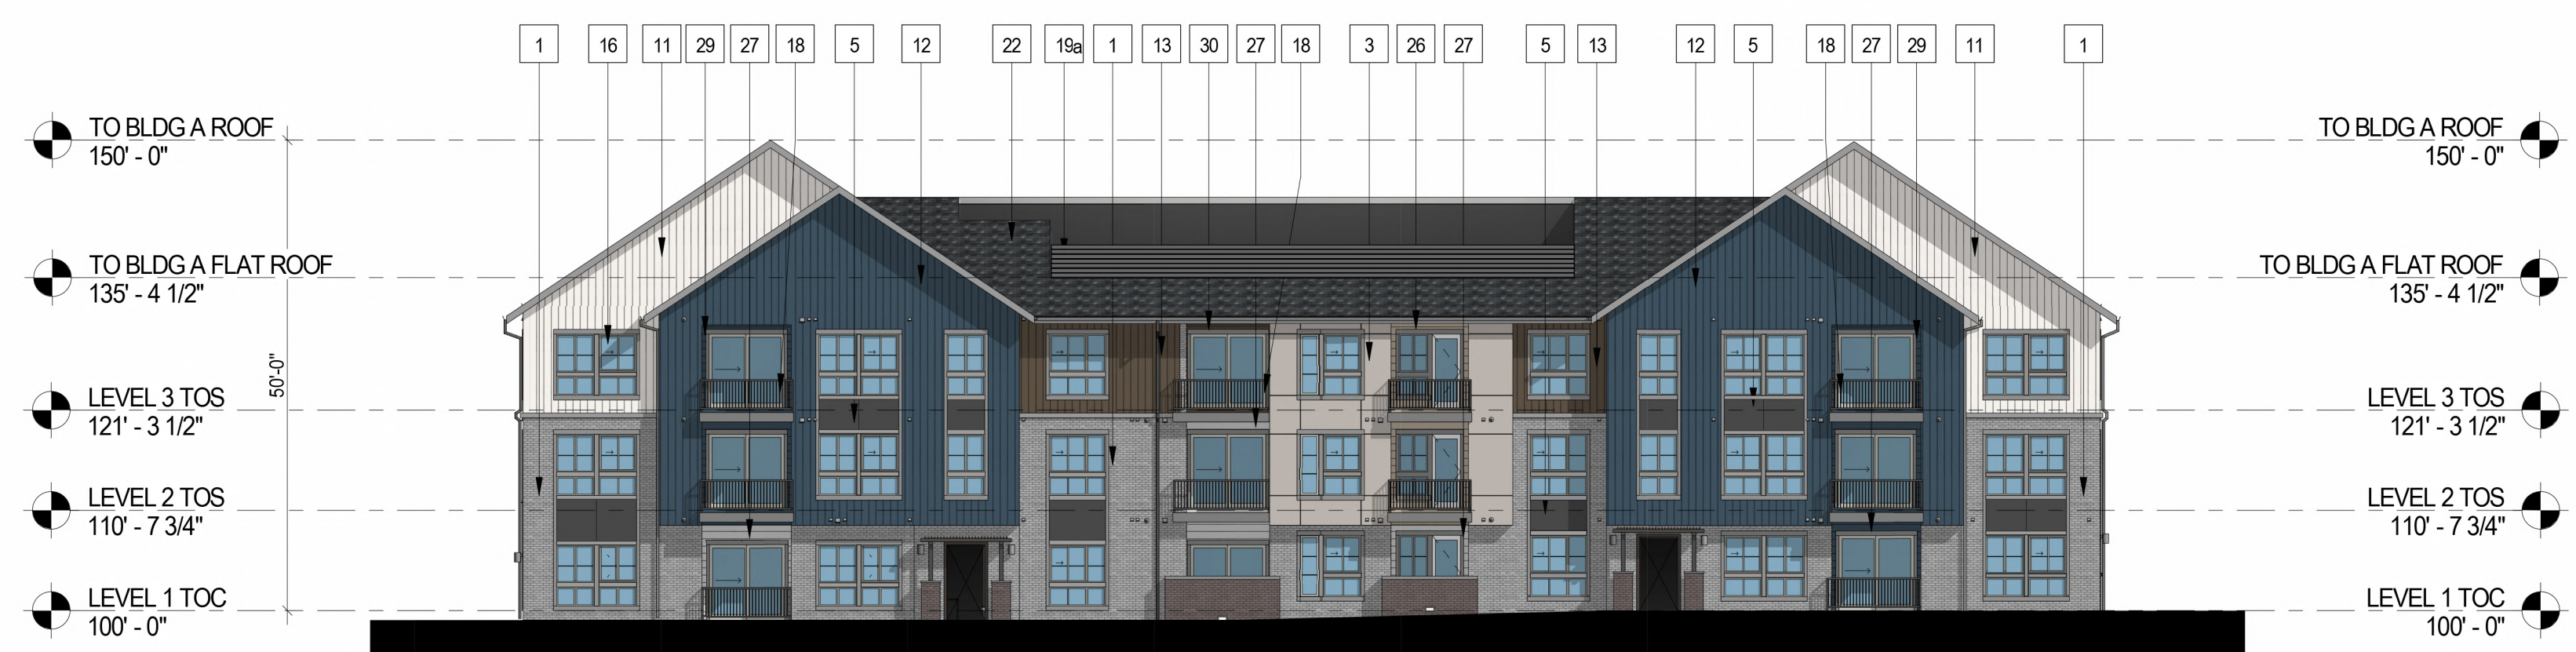 1 16 11 29 27 18 5 12 22 19a 1 13 30 27 18 3 26 27 5 13 12 5 18 27 29 11 1
TO BLDG A ROOF
150' - 0"
TO BLDG A ROOF
150' - 0"
TO BLDG A FLAT ROOF
135' - 4 1/2"
TO BLDG A FLAT ROOF
135' - 4 1/2"
50'-0"
LEVEL 3 TOS
121' - 3 1/2"
LEVEL 3 TOS
121' - 3 1/2"
LEVEL 2 TOS
110' - 7 3/4"
LEVEL 2 TOS
110' - 7 3/4"
LEVEL 1 TOC
100' - 0"
LEVEL 1 TOC
100' - 0"